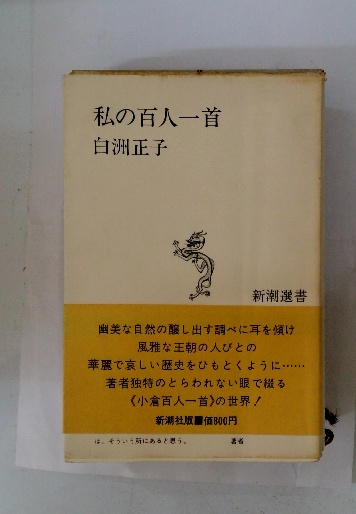 私の百人一首
白洲正子
新潮選書
幽美な自然の醸し出す調べに耳を傾け
風雅な王朝の人びとの
華麗で哀しい歴史をひもとくように……
著者独特のとらわれない眼で綴る
《小倉百人一首》の世界!
新潮社版 価800円
は、そういう所にあると思う。 著者